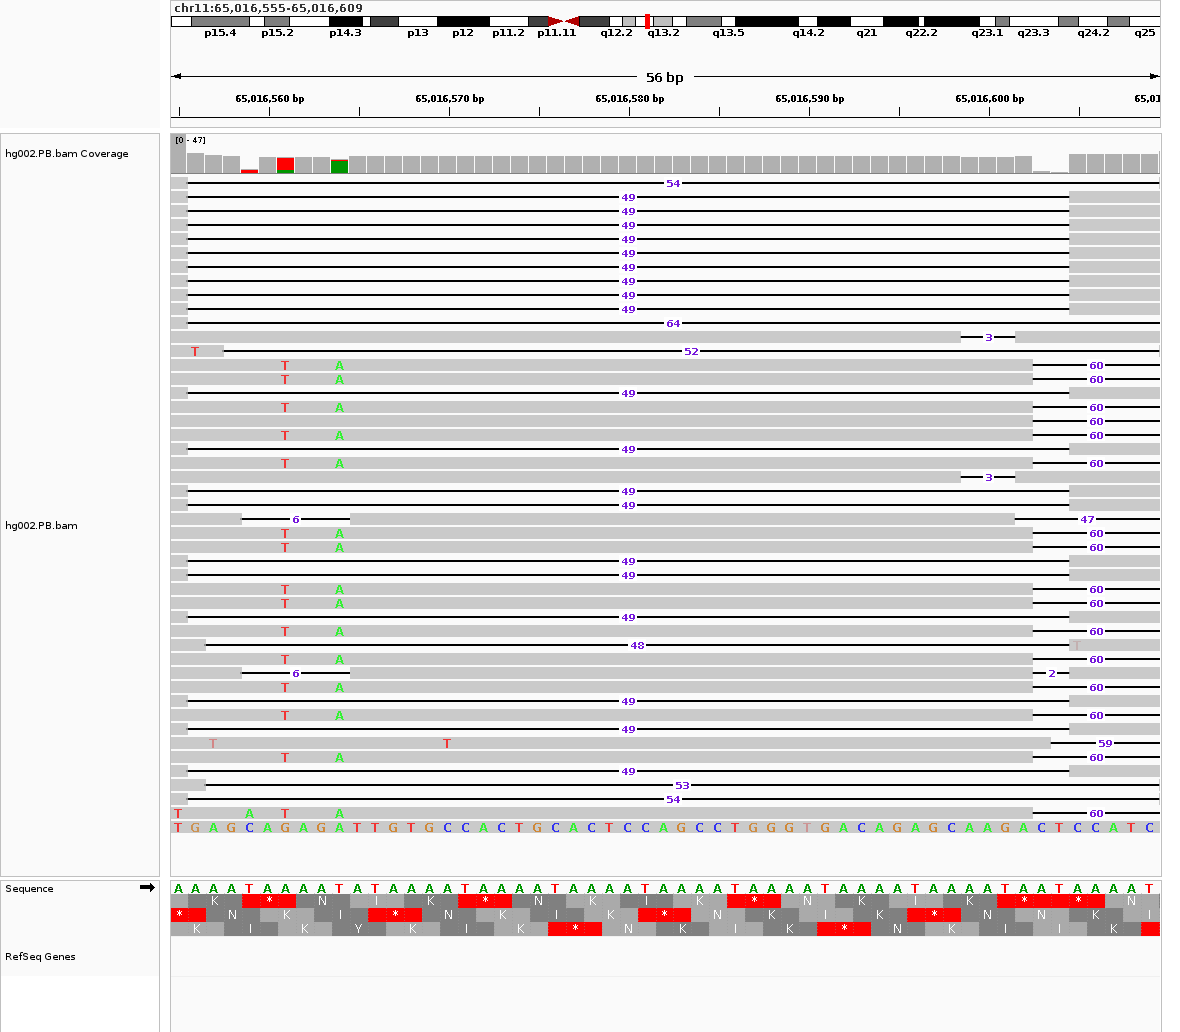 chr11:65,016,555-65,016,609
p15.4 p15.2 p14.3 p13 p12 p11.2 p11.11 q12.2 q13.2 q13.5 q14.2 q21 q22.2 q23.1 q23.3 q24.2 q25
56 bp
65,016,560 bp 65,016,570 bp 65,016,580 bp 65,016,590 bp 65,016,600 bp 65,01
[0 - 47]
hg002.PB.bam Coverage
54
49
49
49
49
49
49
49
49
49
64
3
T 52
T A 60
T A 60
49
T A 60
60
T A 60
49
T A 60
3
49
49
6 47
hg002.PB.bam
T A 60
T A 60
49
49
T A 60
T A 60
49
T A 60
48 T
T A 60
6 2
T A 60
49
T A 60
49
T T 59
T A 60
49
53
54
T A T A 60
T G A G C A G A G A T T G T G C C A C T G C A C T C C A G C C T G G G T G A C A G A G C A A G A C T C C A T C
Sequence
A A A A T A A A A T A T A A A A T A A A A T A A A A T A A A A T A A A A T A A A A T A A A A T A A T A A A A T
K * N I K * N K I K * N K I K * * N
* N K I * N K I K * N K I K * N N K I
K I K Y K I K * N K I K * N K I I K
RefSeq Genes